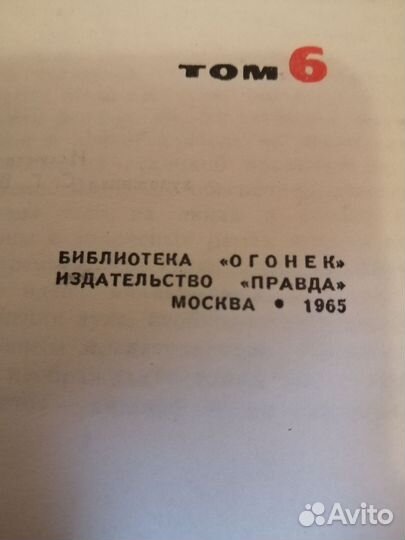 ТОМ 6
БИБЛИОТЕКА «ОГОНЕК»
ИЗДАТЕЛЬСТВО «ПРАВДА»
МОСКВА • 1965
Avito